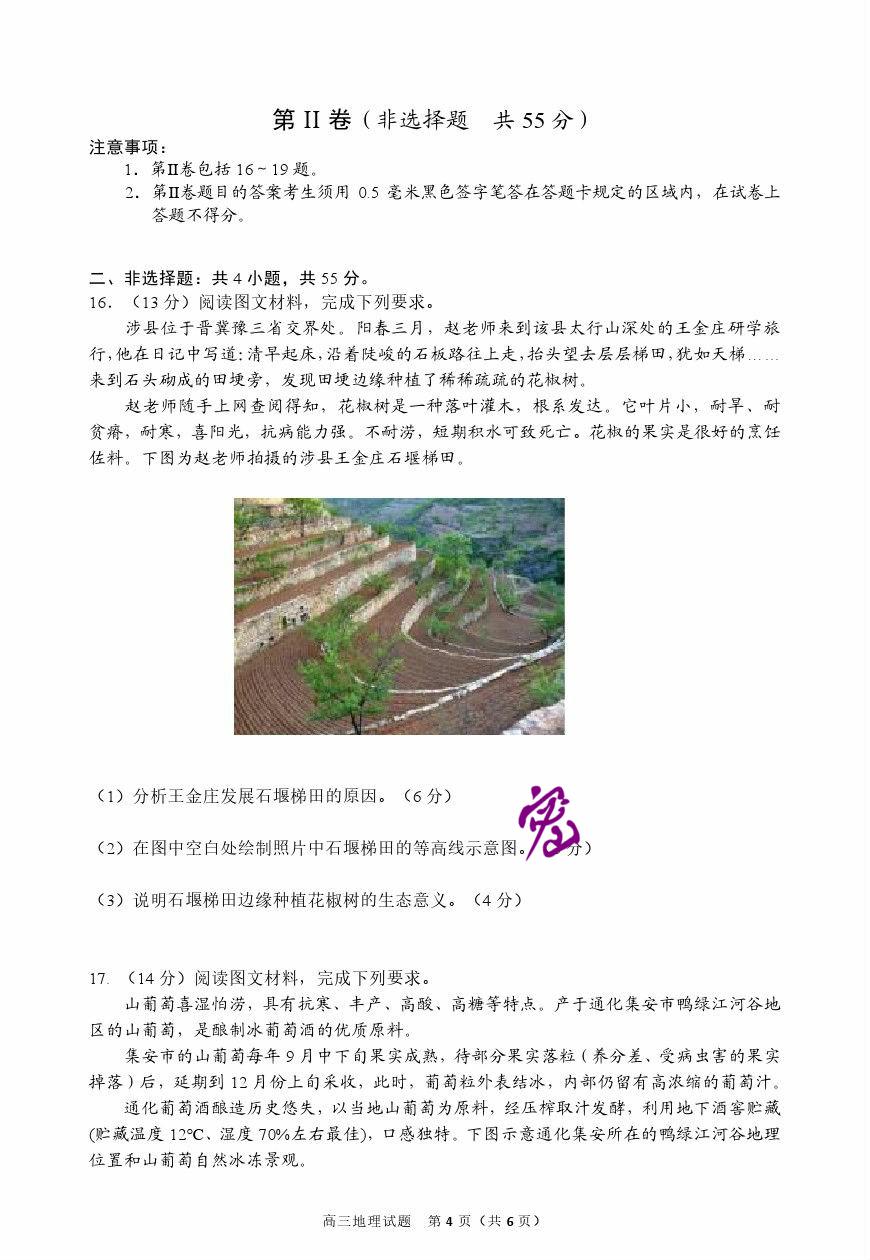 第 II 卷（非选择题　共 55 分）
注意事项：
1．第Ⅱ卷包括 16～19 题。
2．第Ⅱ卷题目的答案考生须用 0.5 毫米黑色签字笔答在答题卡规定的区域内，在试卷上
答题不得分。
二、非选择题：共 4 小题，共 55 分。
16．（13 分）阅读图文材料，完成下列要求。
涉县位于晋冀豫三省交界处。阳春三月，赵老师来到该县太行山深处的王金庄研学旅
行，他在日记中写道：清早起床，沿着陡峻的石板路往上走，抬头望去层层梯田，犹如天梯……
来到石头砌成的田埂旁，发现田埂边缘种植了稀稀疏疏的花椒树。
赵老师随手上网查阅得知，花椒树是一种落叶灌木，根系发达。它叶片小，耐旱、耐
贫瘠，耐寒，喜阳光，抗病能力强。不耐涝，短期积水可致死亡。花椒的果实是很好的烹饪
佐料。下图为赵老师拍摄的涉县王金庄石堰梯田。
（1）分析王金庄发展石堰梯田的原因。（6 分）
（2）在图中空白处绘制照片中石堰梯田的等高线示意图。 分）
（3）说明石堰梯田边缘种植花椒树的生态意义。（4 分）
17. （14 分）阅读图文材料，完成下列要求。
山葡萄喜湿怕涝，具有抗寒、丰产、高酸、高糖等特点。产于通化集安市鸭绿江河谷地
区的山葡萄，是酿制冰葡萄酒的优质原料。
集安市的山葡萄每年 9 月中下旬果实成熟，待部分果实落粒（养分差、受病虫害的果实
掉落）后，延期到 12 月份上旬采收，此时，葡萄粒外表结冰，内部仍留有高浓缩的葡萄汁。
通化葡萄酒酿造历史悠失，以当地山葡萄为原料，经压榨取汁发酵，利用地下酒窖贮藏
(贮藏温度 12℃、湿度 70%左右最佳)，口感独特。下图示意通化集安所在的鸭绿江河谷地理
位置和山葡萄自然冰冻景观。
高三地理试题　第 4 页（共 6 页）